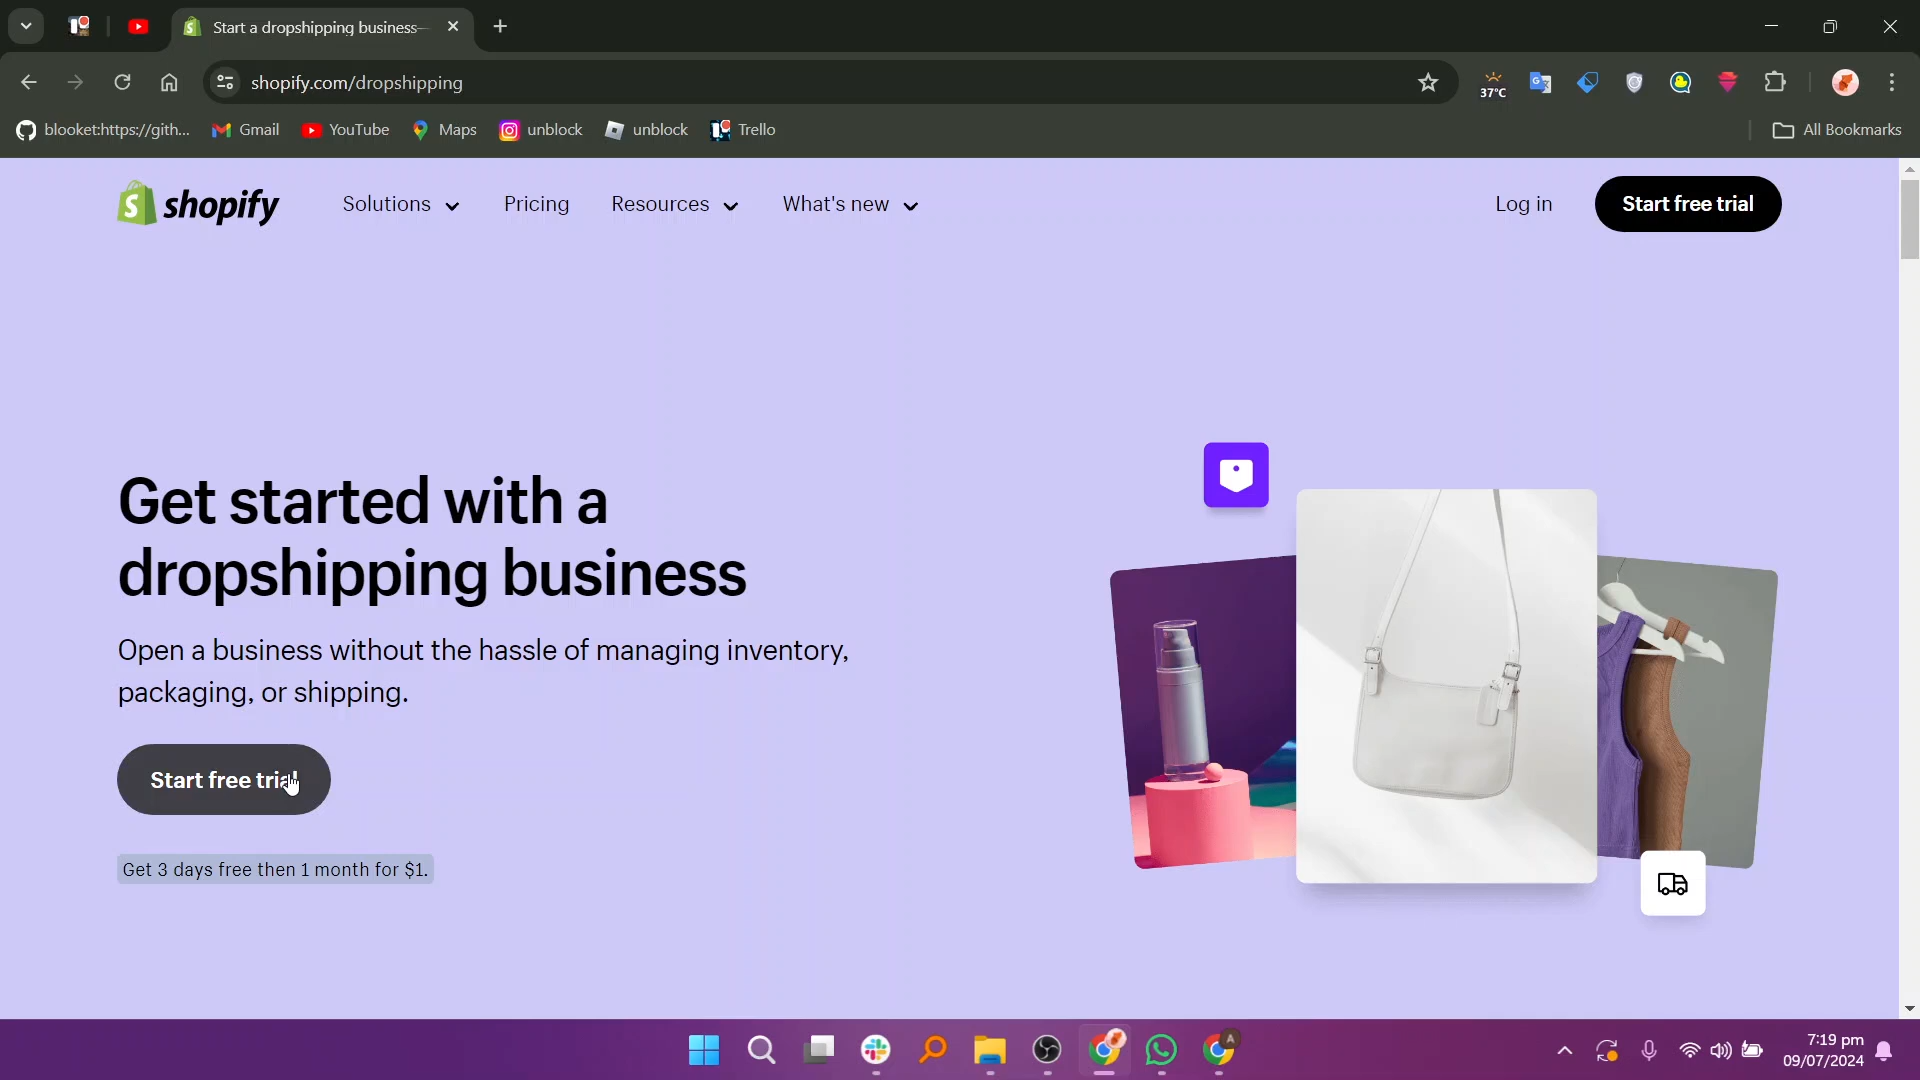 Start a dropshipping business–
shopify.com/dropshipping
37°C
blooket:https://gith...
Gmail
YouTube
Maps
unblock
unblock
Trello
All Bookmarks
shopify
Solutions
Pricing
Resources
What's new
Log in
Start free trial
Get started with a
dropshipping business
Open a business without the hassle of managing inventory,
packaging, or shipping.
Start free trial
Get 3 days free then 1 month for $1.
7:19 pm
09/07/2024